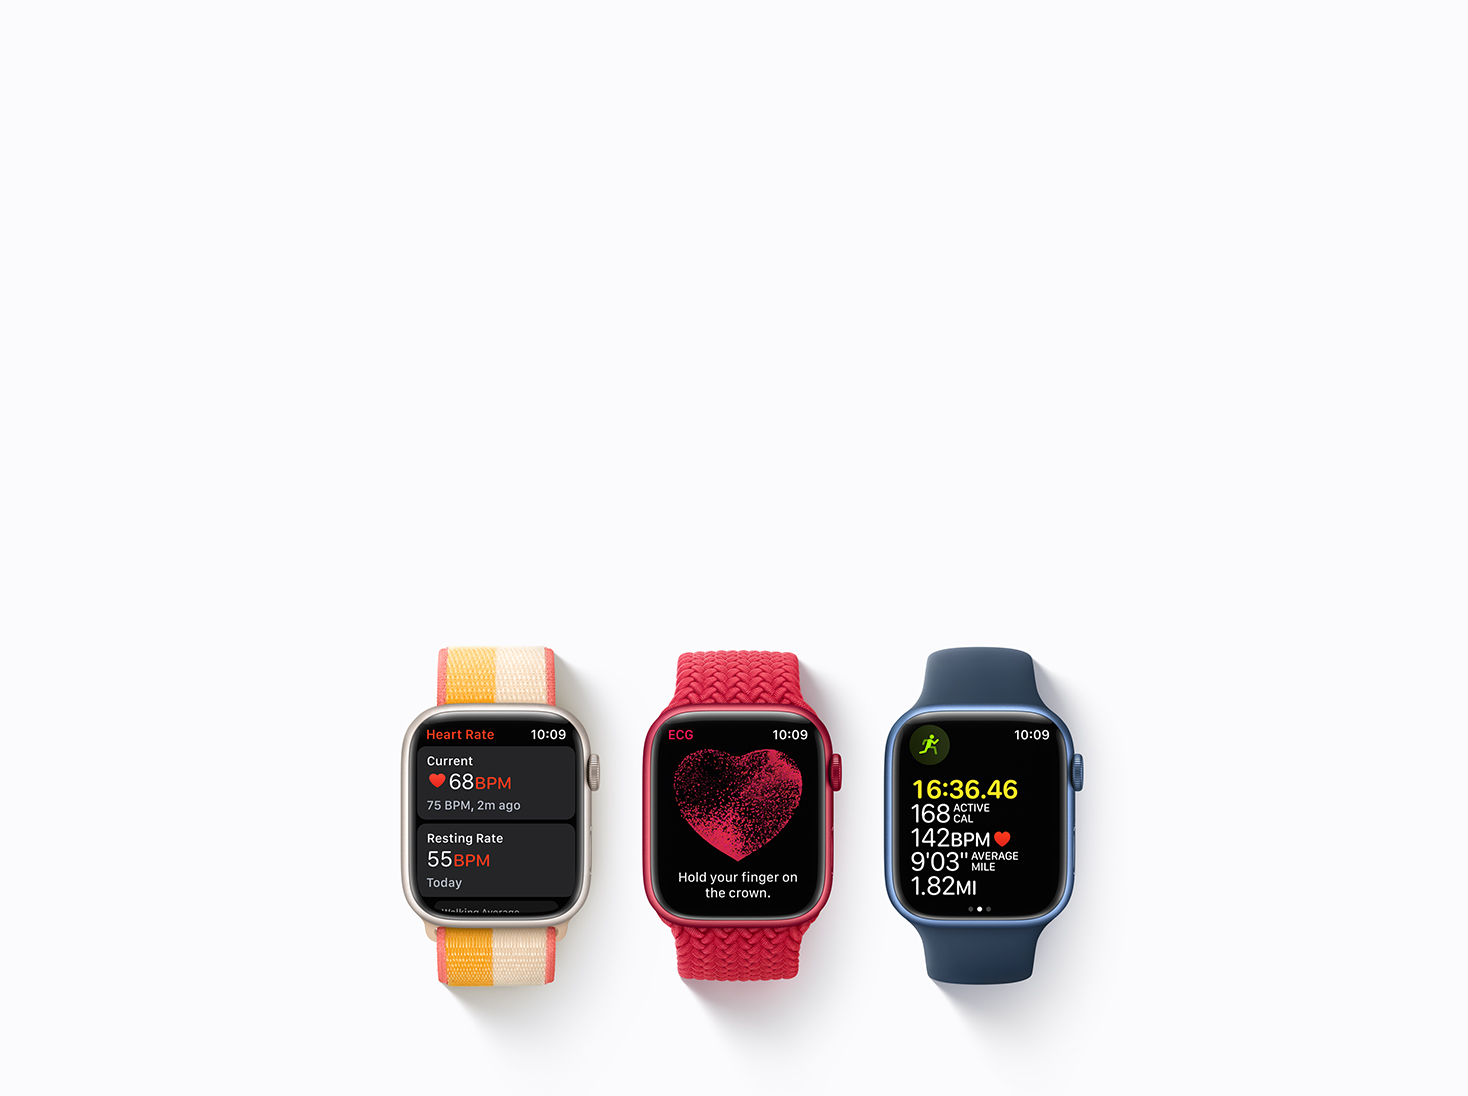 Heart Rate 10:09
Current
68BPM
75 BPM, 2m ago
Resting Rate
55BPM
Today
Walking Average
ECG 10:09
Hold your finger on
the crown.
10:09
16:36.46
168 ACTIVE
CAL
142BPM
9'03" AVERAGE
MILE
1.82MI